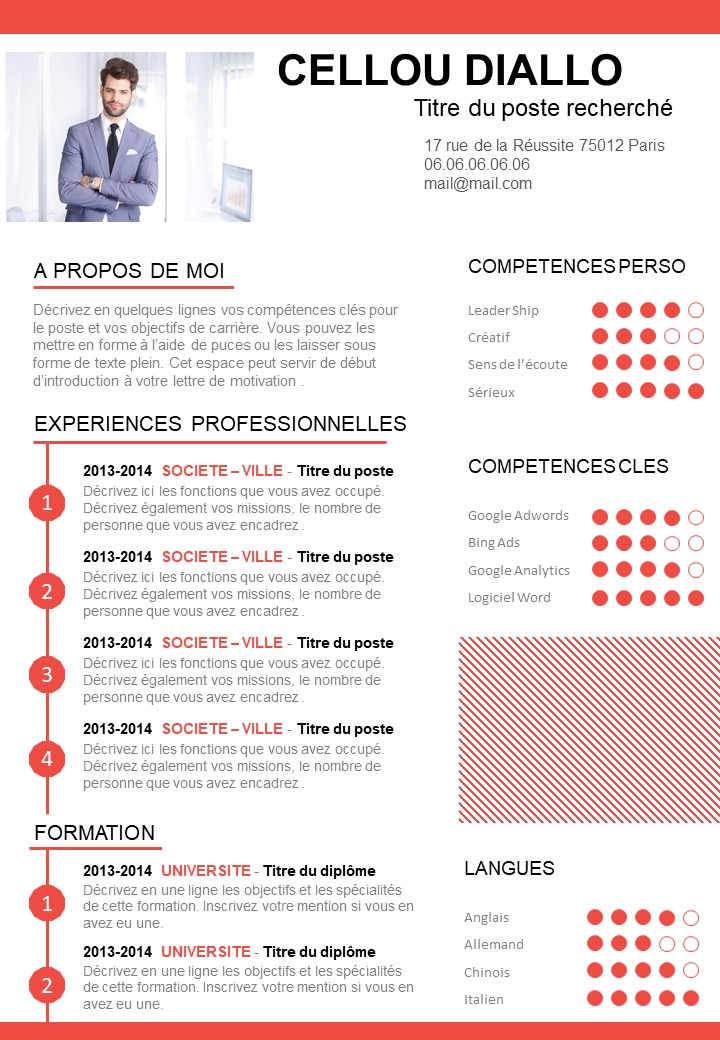 CELLOU DIALLO
Titre du poste recherché
17 rue de la Réussite 75012 Paris
06.06.06.06.06
mail@mail.com
A PROPOS DE MOI
Décrivez en quelques lignes vos compétences clés pour
le poste et vos objectifs de carrière. Vous pouvez les
mettre en forme à l’aide de puces ou les laisser sous
forme de texte plein. Cet espace peut servir de début
d’introduction à votre lettre de motivation .
EXPERIENCES PROFESSIONNELLES
2013-2014 SOCIETE – VILLE - Titre du poste
1
Décrivez ici les fonctions que vous avez occupé.
Décrivez également vos missions, le nombre de
personne que vous avez encadrez .
2013-2014 SOCIETE – VILLE - Titre du poste
2
Décrivez ici les fonctions que vous avez occupé.
Décrivez également vos missions, le nombre de
personne que vous avez encadrez .
2013-2014 SOCIETE – VILLE - Titre du poste
3
Décrivez ici les fonctions que vous avez occupé.
Décrivez également vos missions, le nombre de
personne que vous avez encadrez .
2013-2014 SOCIETE – VILLE - Titre du poste
4
Décrivez ici les fonctions que vous avez occupé.
Décrivez également vos missions, le nombre de
personne que vous avez encadrez .
FORMATION
2013-2014 UNIVERSITE - Titre du diplôme
1
Décrivez en une ligne les objectifs et les spécialités
de cette formation. Inscrivez votre mention si vous en
avez eu une.
2013-2014 UNIVERSITE - Titre du diplôme
2
Décrivez en une ligne les objectifs et les spécialités
de cette formation. Inscrivez votre mention si vous en
avez eu une.
COMPETENCES PERSO
Leader Ship
Créatif
Sens de l’écoute
Sérieux
COMPETENCES CLES
Google Adwords
Bing Ads
Google Analytics
Logiciel Word
LANGUES
Anglais
Allemand
Chinois
Italien